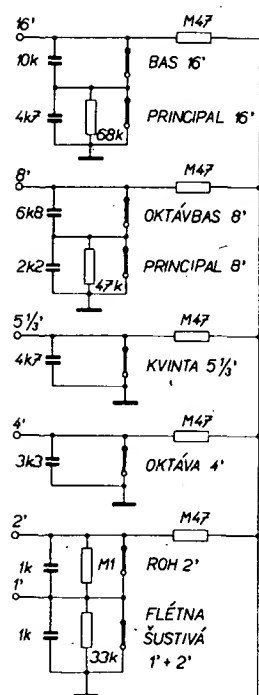 16'
M47
10k
BAS 16'
4k7
68k
PRINCIPAL 16'
8'
M47
6k8
OKTÁVBAS 8'
2k2
47k
PRINCIPAL 8'
5 1/3'
M47
4k7
KVINTA 5 1/3'
4'
M47
3k3
OKTÁVA 4'
2'
M47
1k
M1
ROH 2'
1'
1k
33k
FLÉTNA
ŠUSTIVÁ
1' + 2'